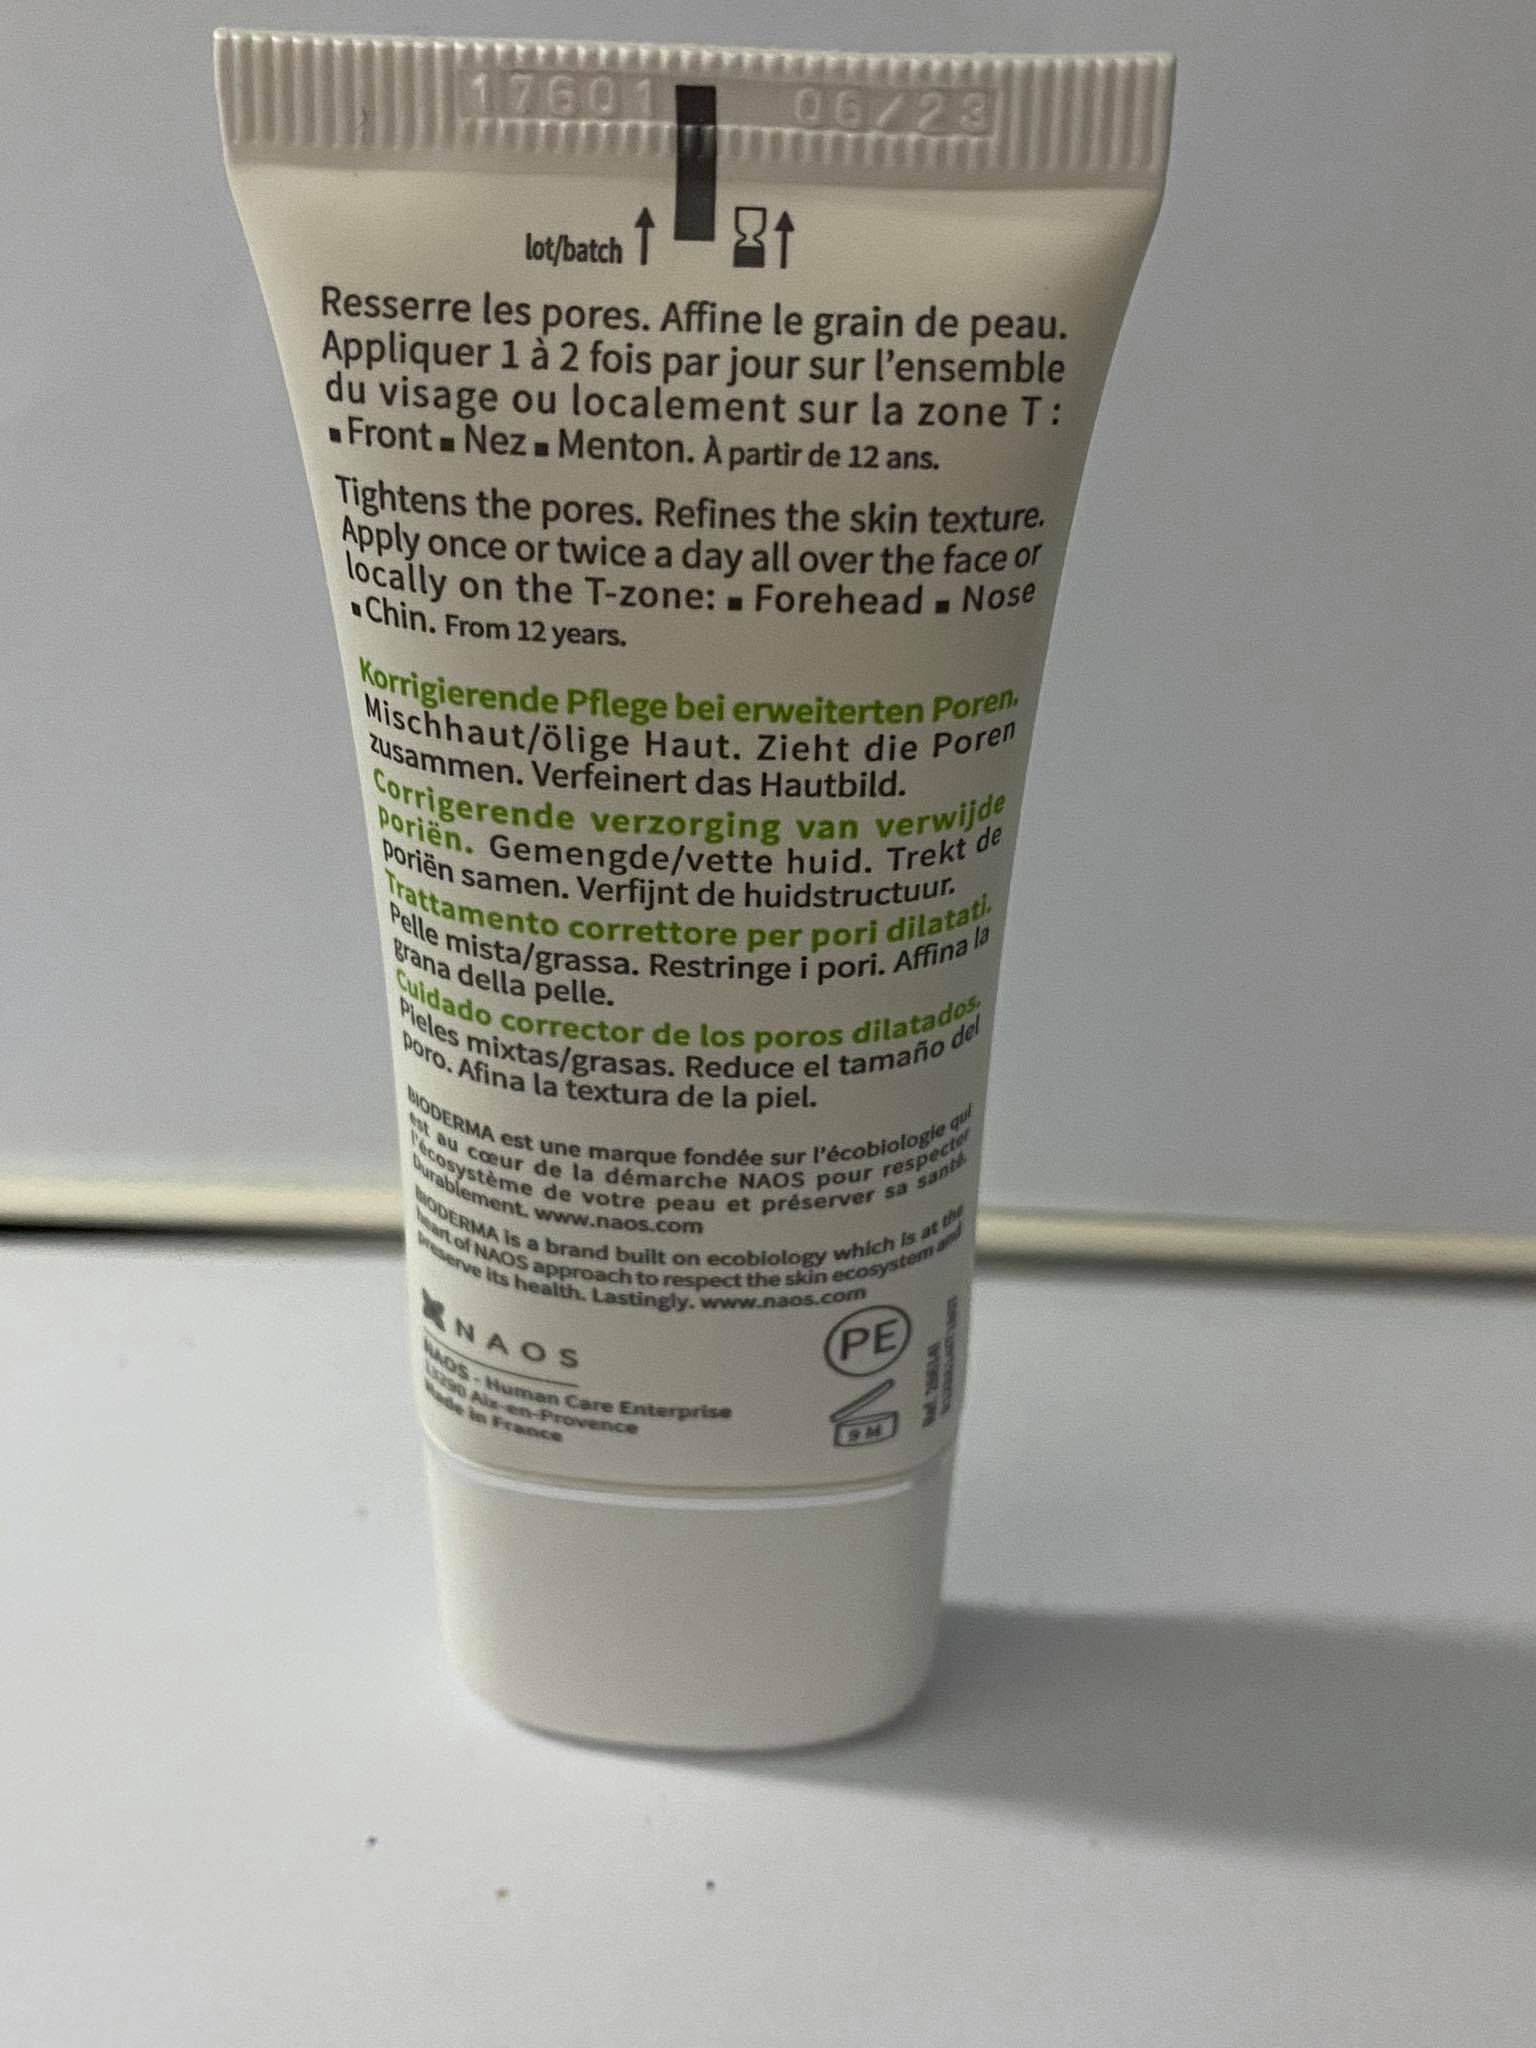 17601 06/23
lot/batch
Resserre les pores. Affine le grain de peau.
Appliquer 1 à 2 fois par jour sur l'ensemble
du visage ou localement sur la zone T :
▪ Front ▪ Nez ▪ Menton. À partir de 12 ans.
Tightens the pores. Refines the skin texture.
Apply once or twice a day all over the face or
locally on the T-zone: ▪ Forehead ▪ Nose
▪ Chin. From 12 years.
Korrigierende Pflege bei erweiterten Poren.
Mischhaut/ölige Haut. Zieht die Poren
zusammen. Verfeinert das Hautbild.
Corrigerende verzorging van verwijde
poriën. Gemengde/vette huid. Trekt de
poriën samen. Verfijnt de huidstructuur.
Trattamento correttore per pori dilatati.
Pelle mista/grassa. Restringe i pori. Affina la
grana della pelle.
Cuidado corrector de los poros dilatados.
Pieles mixtas/grasas. Reduce el tamaño del
poro. Afina la textura de la piel.
BIODERMA est une marque fondée sur l'écobiologie qui
est au cœur de la démarche NAOS pour respecter
l'écosystème de votre peau et préserver sa santé.
Durablement. www.naos.com
BIODERMA is a brand built on ecobiology which is at the
heart of NAOS approach to respect the skin ecosystem and
preserve its health. Lastingly. www.naos.com
NAOS
PE
NAOS - Human Care Enterprise
13290 Aix-en-Provence
Made in France
9 M
Ref.